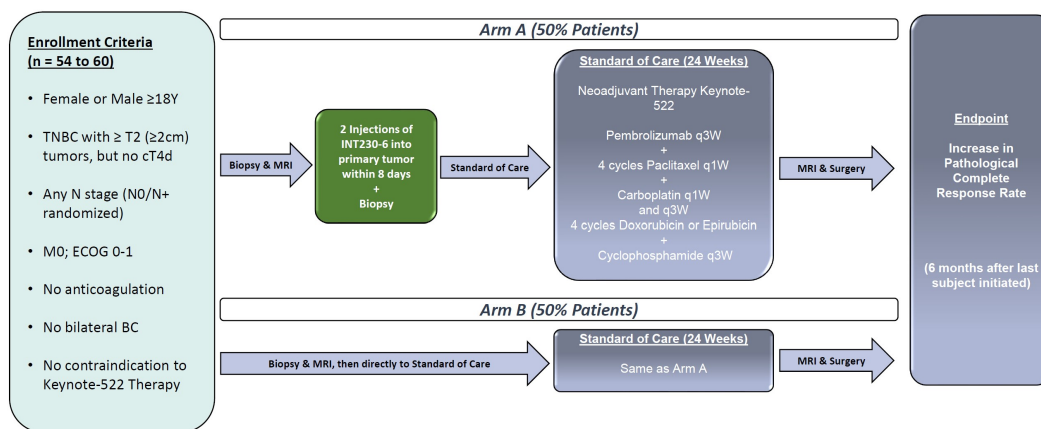 Enrollment Criteria
(n = 54 to 60)
• Female or Male ≥18Y
• TNBC with ≥ T2 (≥2cm)
tumors, but no cT4d
• Any N stage (N0/N+
randomized)
• M0; ECOG 0-1
• No anticoagulation
• No bilateral BC
• No contraindication to
Keynote-522 Therapy
Arm A (50% Patients)
Biopsy & MRI
2 Injections of
INT230-6 into
primary tumor
within 8 days
+
Biopsy
Standard of Care
Standard of Care (24 Weeks)
Neoadjuvant Therapy Keynote-
522
Pembrolizumab q3W
+
4 cycles Paclitaxel q1W
+
Carboplatin q1W
and q3W
4 cycles Doxorubicin or Epirubicin
+
Cyclophosphamide q3W
MRI & Surgery
Arm B (50% Patients)
Biopsy & MRI, then directly to Standard of Care
Standard of Care (24 Weeks)
Same as Arm A
MRI & Surgery
Endpoint
Increase in
Pathological
Complete
Response Rate
(6 months after last
subject initiated)